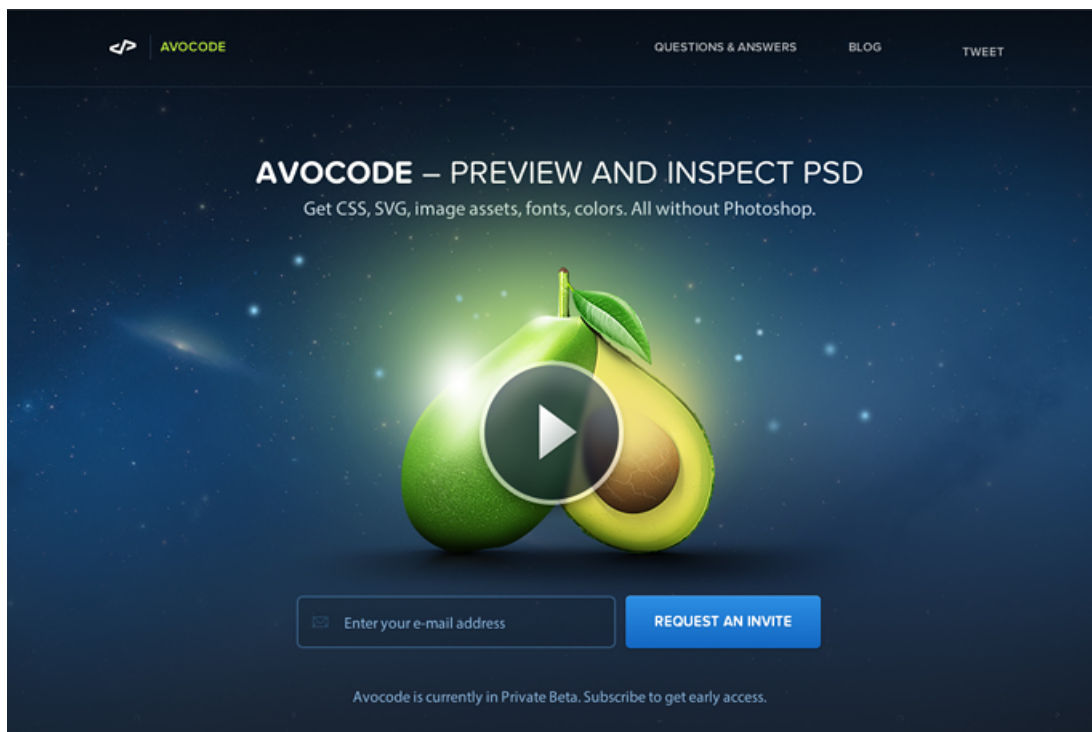 </> AVOCODE
QUESTIONS & ANSWERS BLOG TWEET
AVOCODE – PREVIEW AND INSPECT PSD
Get CSS, SVG, image assets, fonts, colors. All without Photoshop.
Enter your e-mail address
REQUEST AN INVITE
Avocode is currently in Private Beta. Subscribe to get early access.